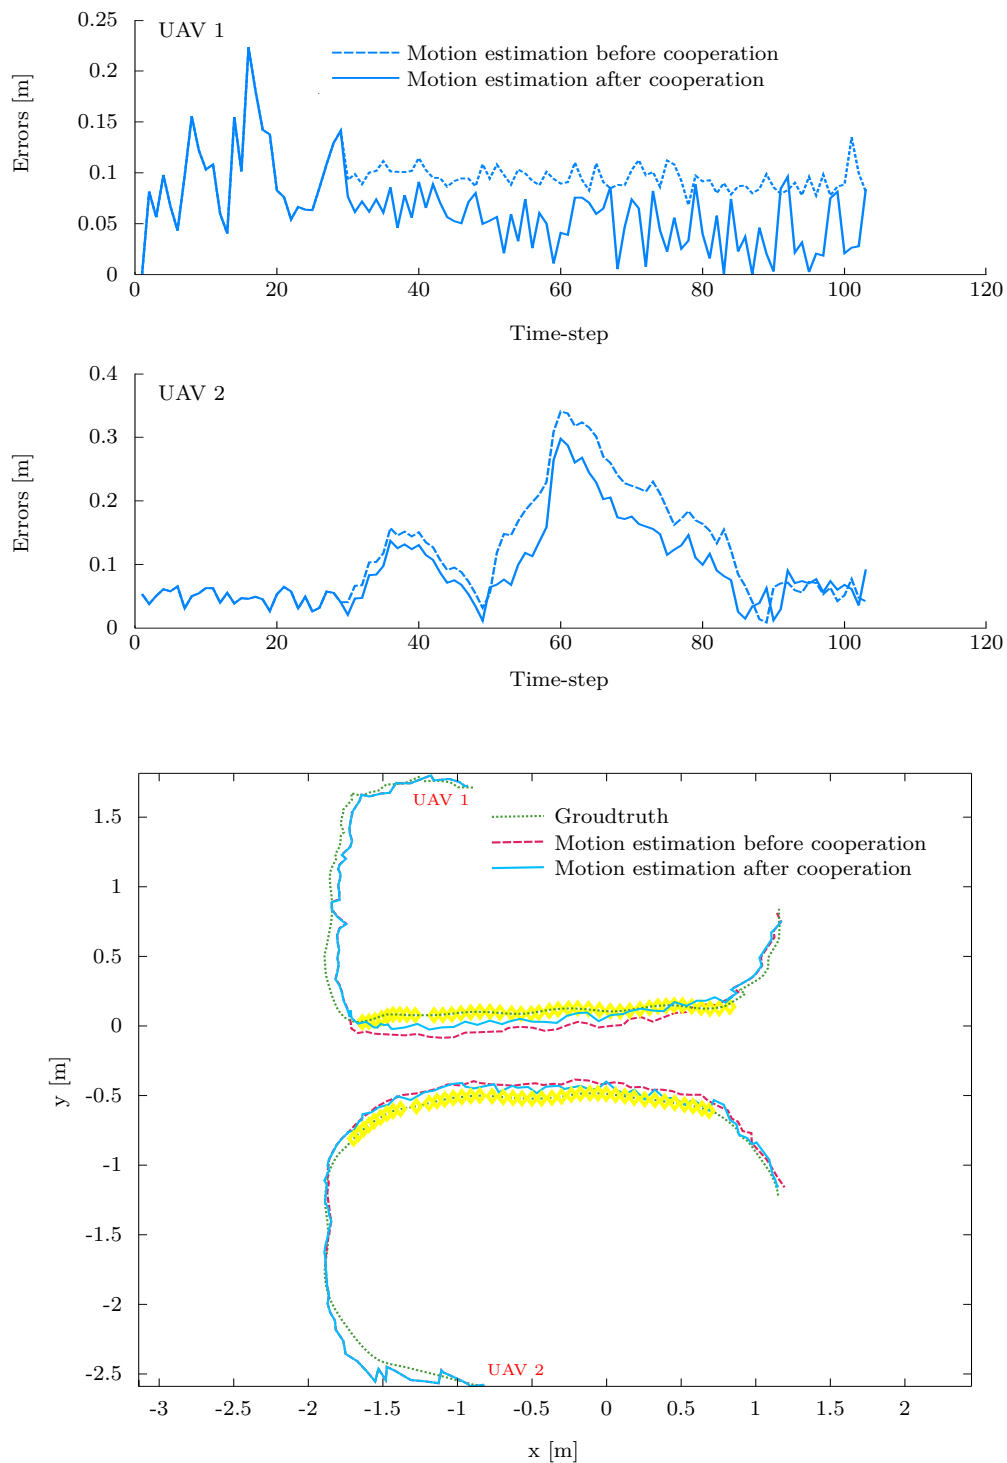 0.25
UAV 1
Motion estimation before cooperation
0.2
Motion estimation after cooperation
Errors [m]
0.15
0.1
0.05
0
0 20 40 60 80 100 120
Time-step
0.4
UAV 2
0.3
Errors [m]
0.2
0.1
0
0 20 40 60 80 100 120
Time-step
UAV 1
1.5
Groudtruth
Motion estimation before cooperation
Motion estimation after cooperation
1
0.5
0
y [m]
-0.5
-1
-1.5
-2
-2.5
UAV 2
-3 -2.5 -2 -1.5 -1 -0.5 0 0.5 1 1.5 2
x [m]